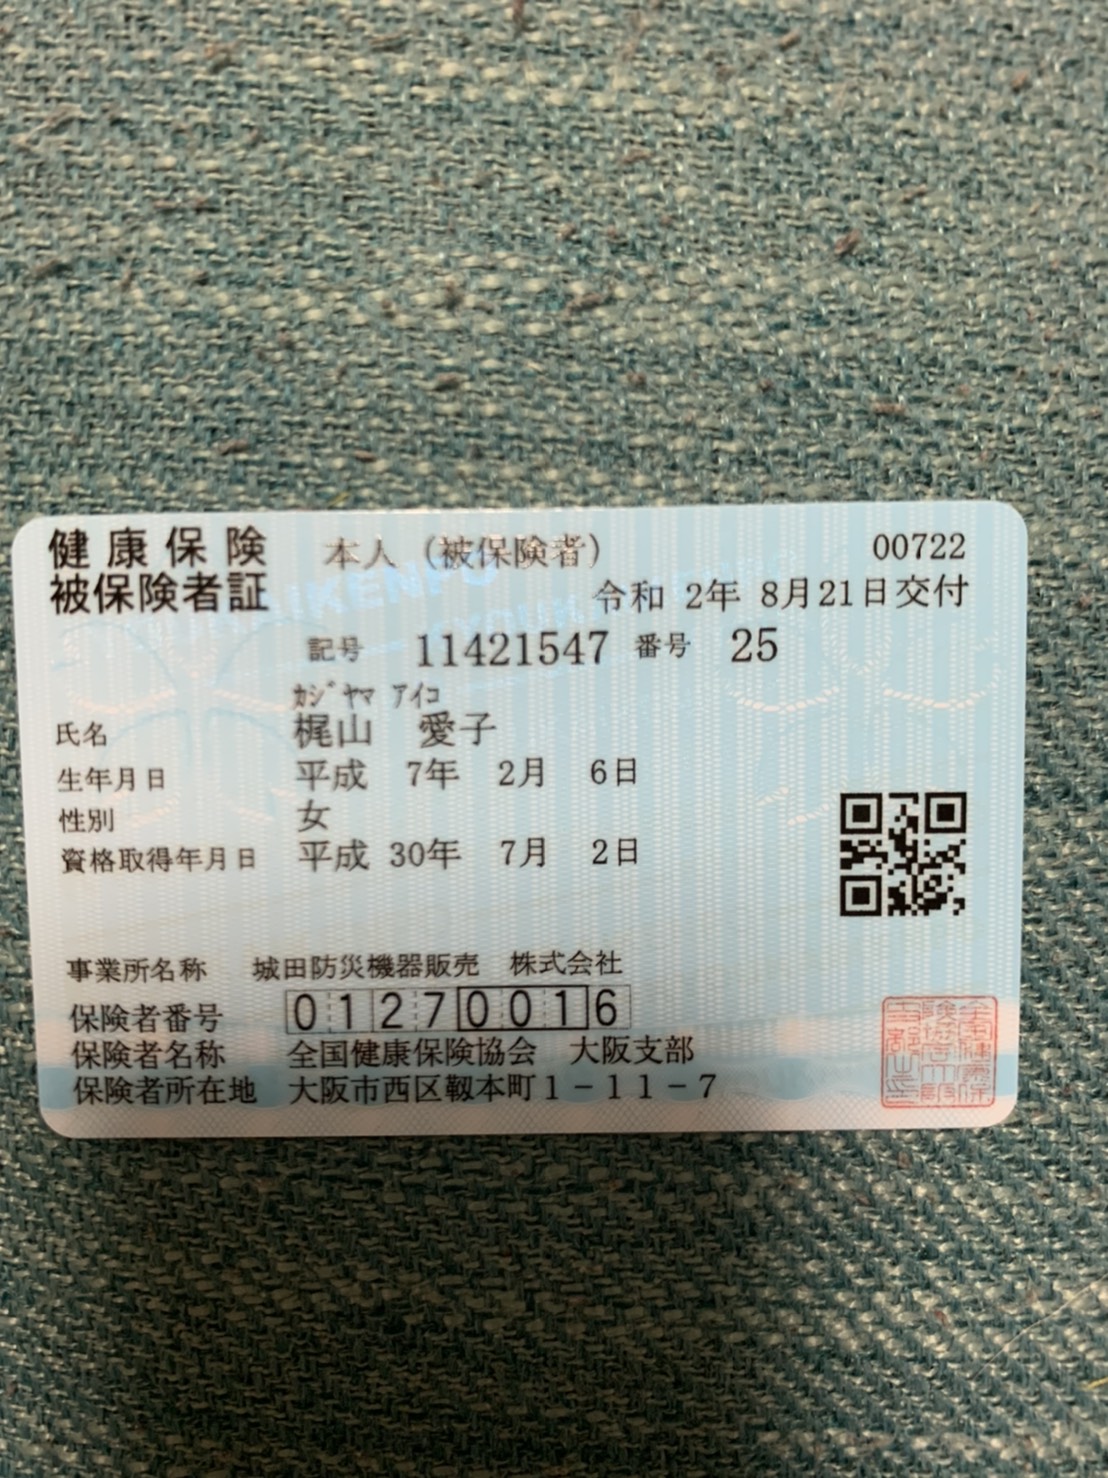 健康保険 本人（被保険者） 00722
被保険者証 令和 2年 8月21日交付
記号 11421547 番号 25
ｶｼﾞﾔﾏ ｱｲｺ
氏名 梶山 愛子
生年月日 平成 7年 2月 6日
性別 女
資格取得年月日 平成 30年 7月 2日
事業所名称 城田防災機器販売 株式会社
保険者番号 01270016
保険者名称 全国健康保険協会 大阪支部
保険者所在地 大阪市西区靱本町１－１１－７